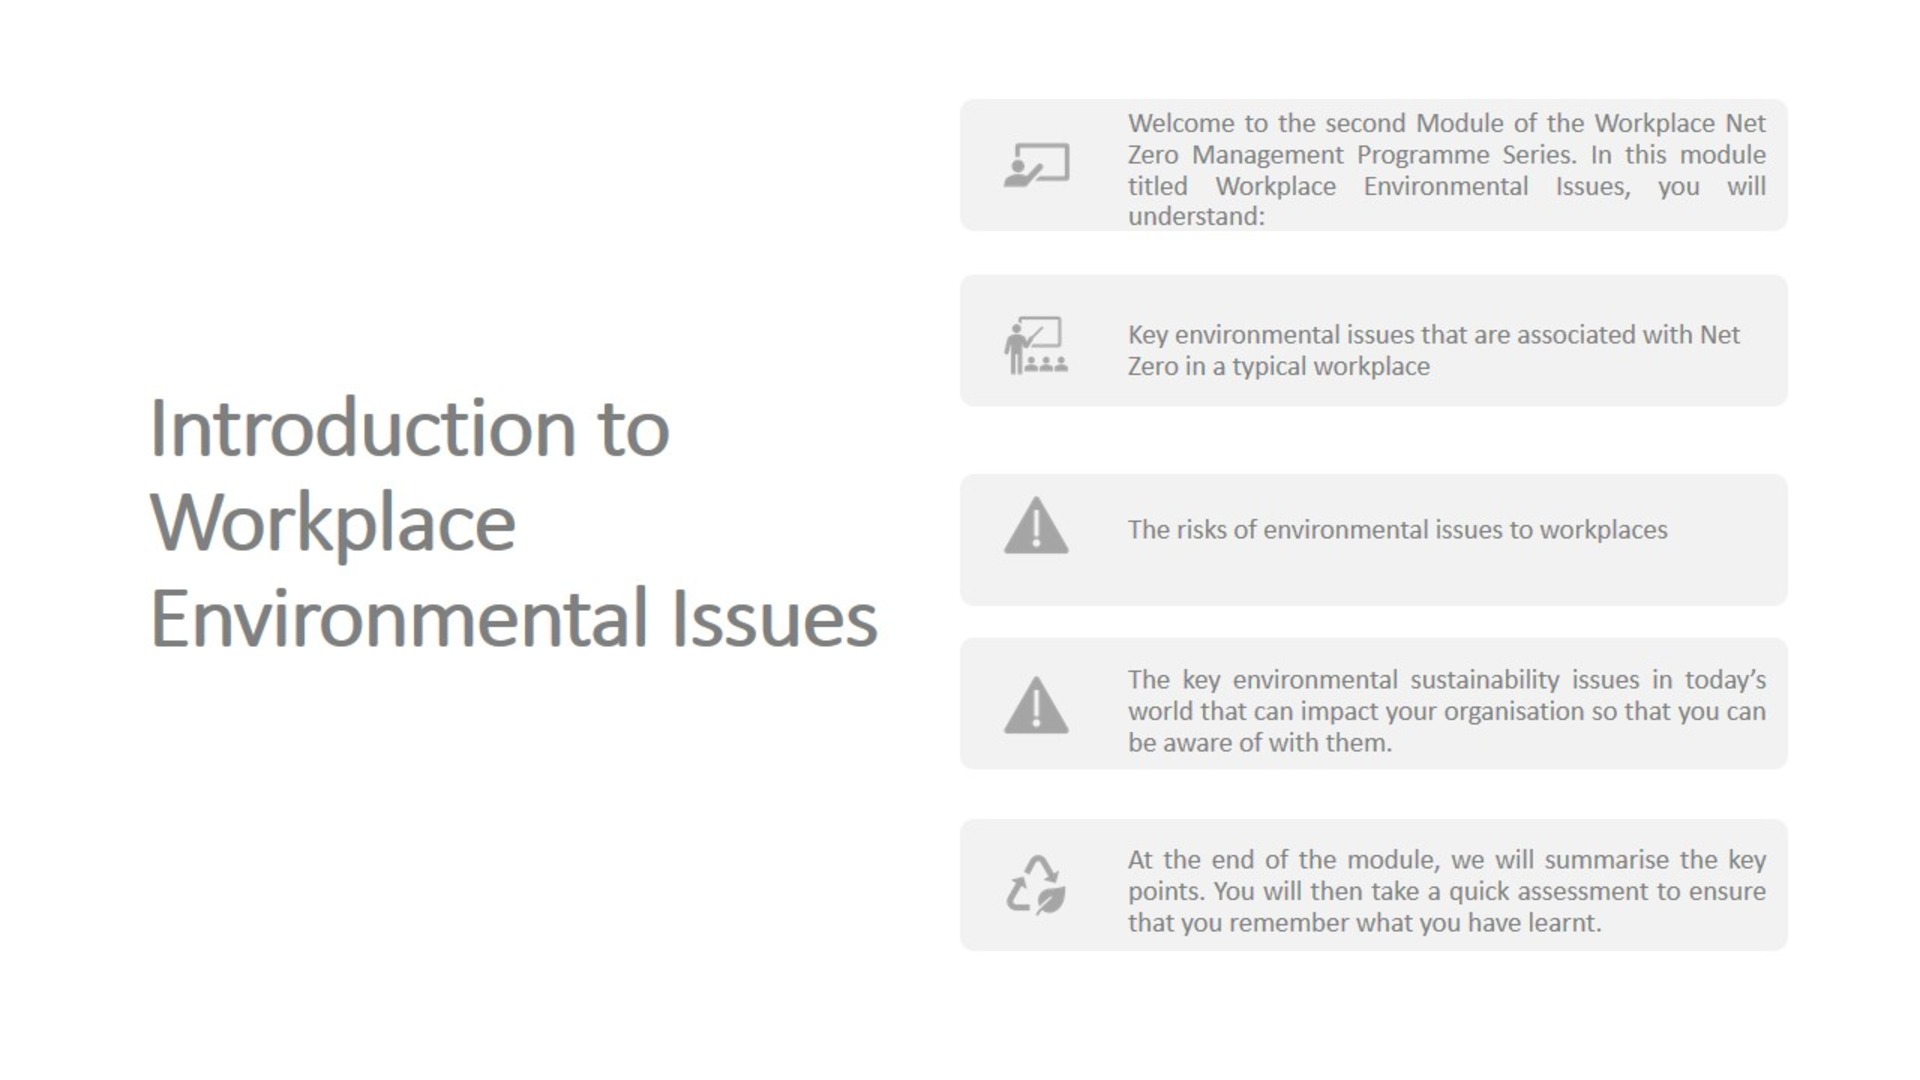 Introduction to
Workplace
Environmental Issues
Welcome to the second Module of the Workplace Net
Zero Management Programme Series. In this module
titled Workplace Environmental Issues, you will
understand:
Key environmental issues that are associated with Net
Zero in a typical workplace
The risks of environmental issues to workplaces
The key environmental sustainability issues in today’s
world that can impact your organisation so that you can
be aware of with them.
At the end of the module, we will summarise the key
points. You will then take a quick assessment to ensure
that you remember what you have learnt.